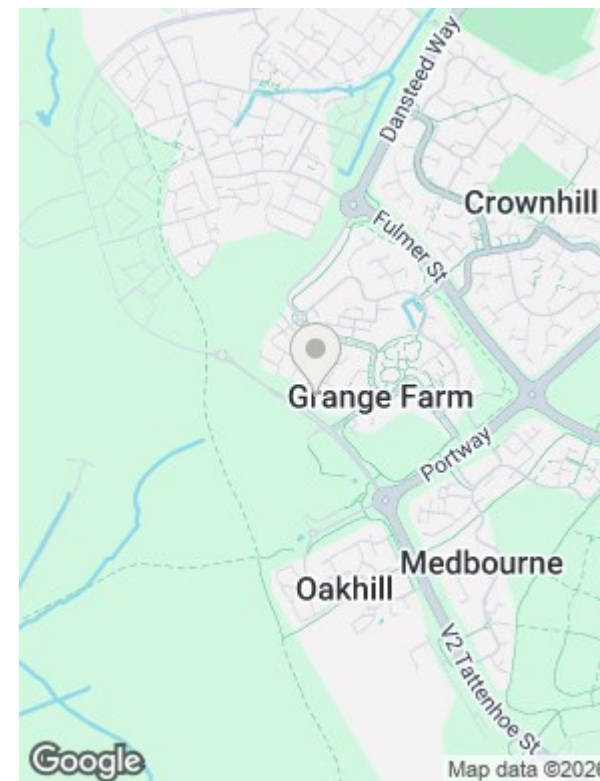 Dansteed Way
Crownhill
Fulmer St
Grange Farm
Portway
Medbourne
Oakhill
V2 Tattenhoe St
Google
Map data ©2026